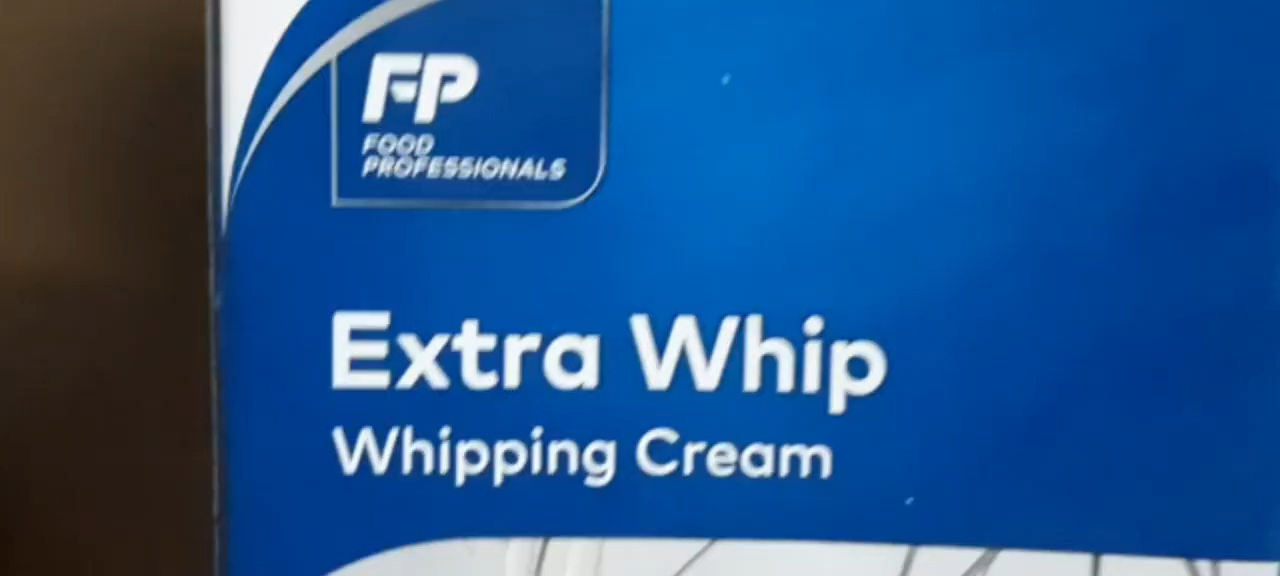 FP
FOOD
PROFESSIONALS
Extra Whip
Whipping Cream